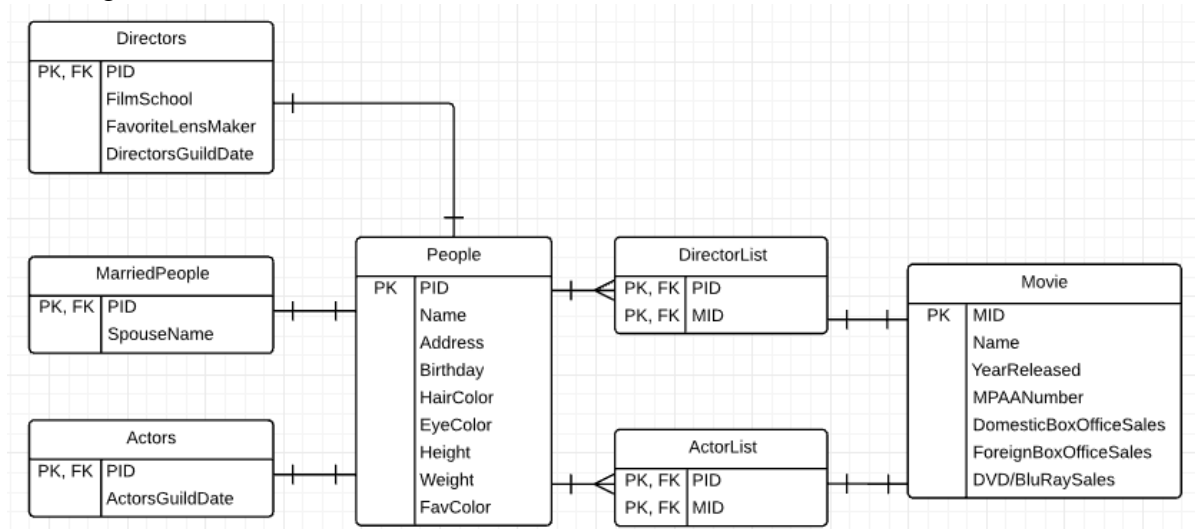 Directors
PK, FK PID
FilmSchool
FavoriteLensMaker
DirectorsGuildDate
MarriedPeople
PK, FK PID
SpouseName
Actors
PK, FK PID
ActorsGuildDate
People
PK PID
Name
Address
Birthday
HairColor
EyeColor
Height
Weight
FavColor
DirectorList
PK, FK PID
PK, FK MID
ActorList
PK, FK PID
PK, FK MID
Movie
PK MID
Name
YearReleased
MPAANumber
DomesticBoxOfficeSales
ForeignBoxOfficeSales
DVD/BluRaySales